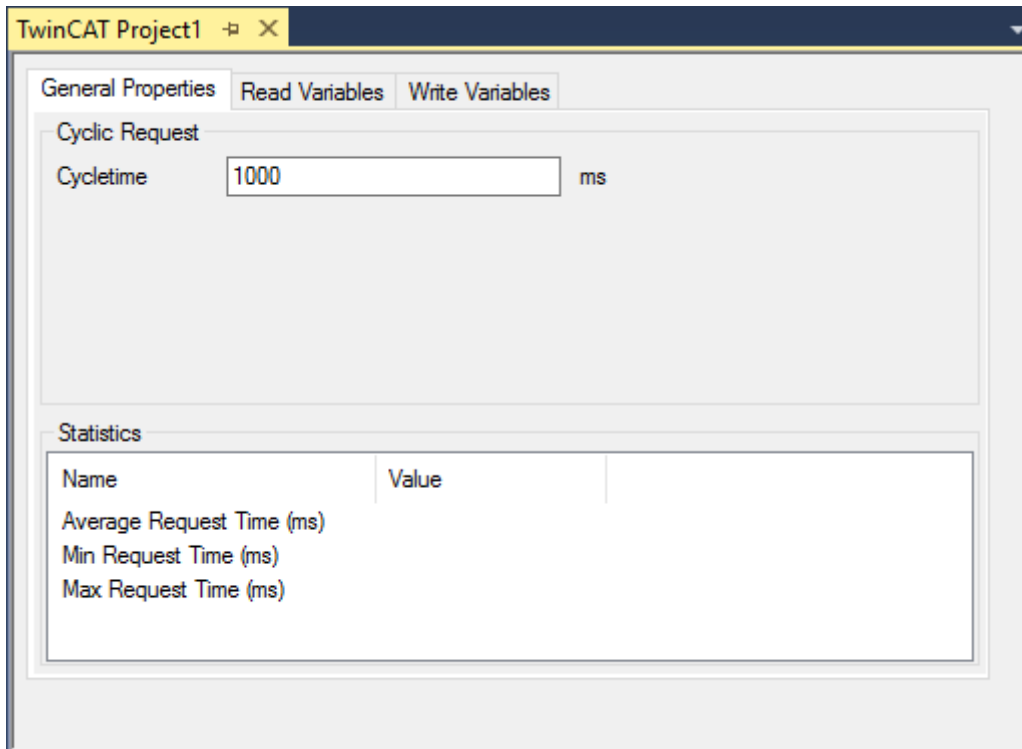 TwinCAT Project1
General Properties Read Variables Write Variables
Cyclic Request
Cycletime 1000 ms
Statistics
Name Value
Average Request Time (ms)
Min Request Time (ms)
Max Request Time (ms)